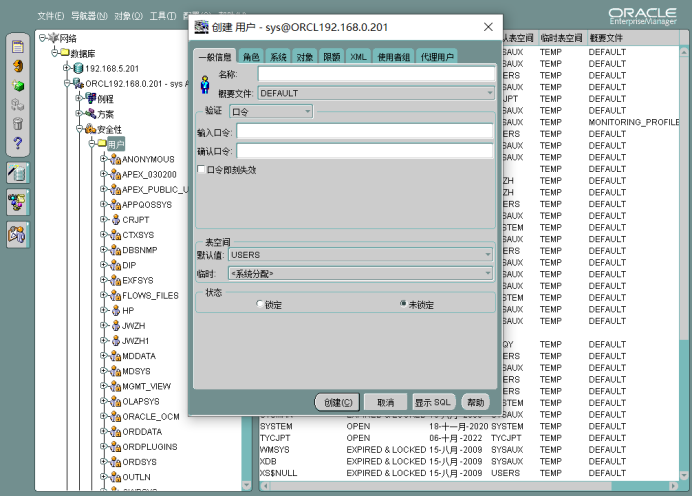 文件(F) 导航器(N) 对象(O) 工具(T)
ORACLE
EnterpriseManager
网络
数据库
192.168.5.201
ORCL192.168.0.201 - sys A
例程
方案
安全性
用户
ANONYMOUS
APEX_030200
APEX_PUBLIC_U
APPQOSSYS
CRJPT
CTXSYS
DBSNMP
DIP
EXFSYS
FLOWS_FILES
HP
JWZH
JWZH1
MDDATA
MDSYS
MGMT_VIEW
OLAPSYS
ORACLE_OCM
ORDDATA
ORDPLUGINS
ORDSYS
OUTLN
创建 用户 - sys@ORCL192.168.0.201
一般信息 角色 系统 对象 限额 XML 使用者组 代理用户
名称:
概要文件: DEFAULT
验证 口令
输入口令:
确认口令:
口令即刻失效
表空间
默认值: USERS
临时: <系统分配>
状态
锁定 未锁定
创建(C) 取消 显示 SQL 帮助
认表空间 临时表空间 概要文件
SAUX TEMP DEFAULT
SAUX TEMP DEFAULT
ERS TEMP DEFAULT
SAUX TEMP DEFAULT
JPT TEMP DEFAULT
SAUX TEMP DEFAULT
SAUX TEMP MONITORING_PROFILE
ERS TEMP DEFAULT
SAUX TEMP DEFAULT
SAUX TEMP DEFAULT
TEMP DEFAULT
ZH TEMP DEFAULT
ZH TEMP DEFAULT
ERS TEMP DEFAULT
SAUX TEMP DEFAULT
STEM TEMP DEFAULT
SAUX TEMP DEFAULT
ERS TEMP DEFAULT
SAUX TEMP DEFAULT
SAUX TEMP DEFAULT
SAUX TEMP DEFAULT
STEM TEMP DEFAULT
SAUX TEMP DEFAULT
SAUX TEMP DEFAULT
TEMP DEFAULT
QY TEMP DEFAULT
ERS TEMP DEFAULT
SAUX TEMP DEFAULT
ERS TEMP DEFAULT
ERS TEMP DEFAULT
SYSTEM OPEN 18-十一月-2020 SYSTEM TEMP DEFAULT
TYCJPT OPEN 06-十月 -2022 TYCJPT TEMP DEFAULT
WMSYS EXPIRED & LOCKED 15-八月 -2009 SYSAUX TEMP DEFAULT
XDB EXPIRED & LOCKED 15-八月 -2009 SYSAUX TEMP DEFAULT
XS$NULL EXPIRED & LOCKED 15-八月 -2009 USERS TEMP DEFAULT